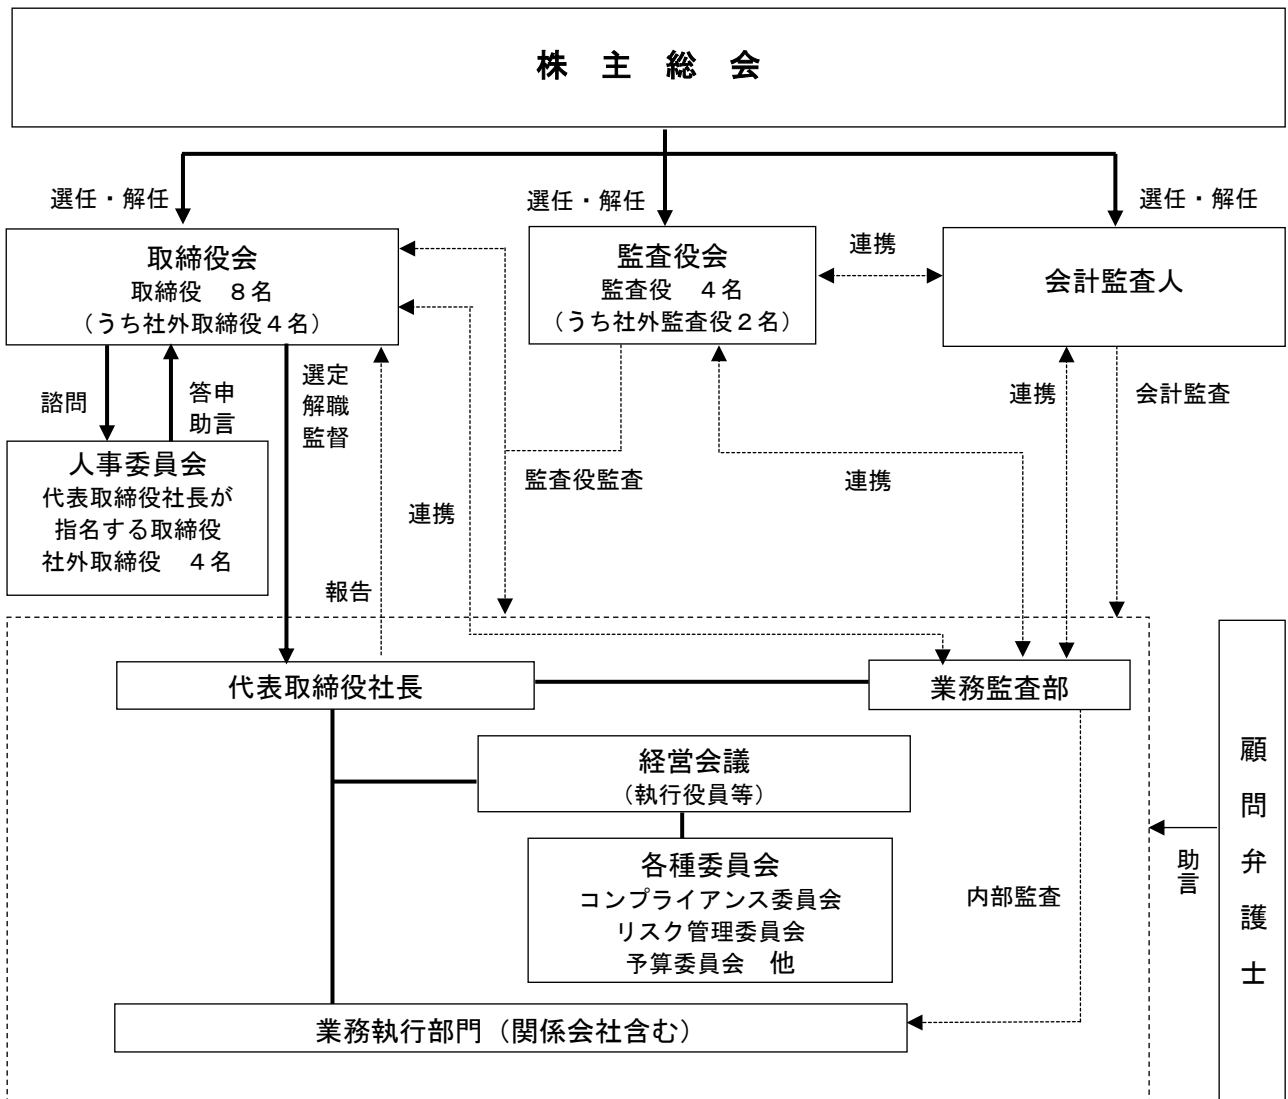 株 主 総 会
選任・解任
選任・解任
選任・解任
取締役会
取締役　８名
（うち社外取締役４名）
監査役会
監査役　４名
（うち社外監査役２名）
連携
会計監査人
諮問
答申
助言
選定
解職
監督
連携
会計監査
人事委員会
代表取締役社長が
指名する取締役
社外取締役　４名
監査役監査
連携
連携
報告
代表取締役社長
業務監査部
経営会議
（執行役員等）
各種委員会
コンプライアンス委員会
リスク管理委員会
予算委員会　他
内部監査
助言
顧問弁護士
業務執行部門（関係会社含む）